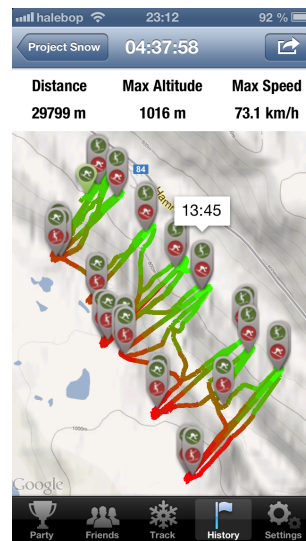 halebop 23:12 92 %
Project Snow 04:37:58
Distance Max Altitude Max Speed
29799 m 1016 m 73.1 km/h
84
13:45
1000m
Google
Party Friends Track History Settings